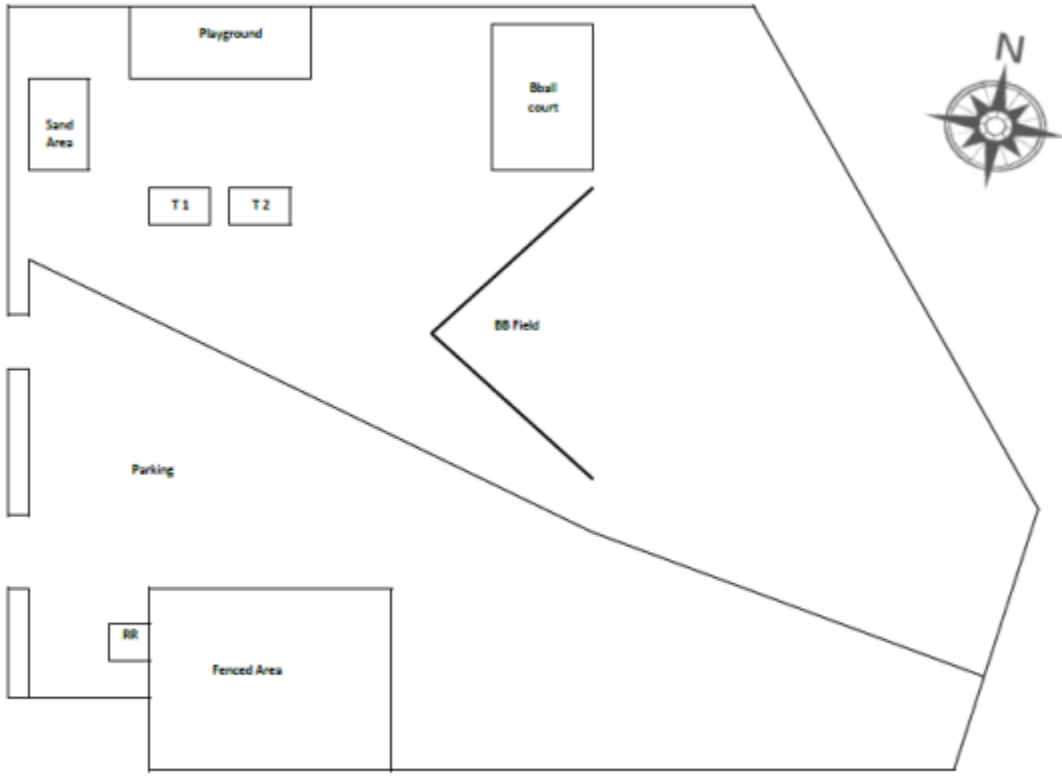 Playground
N
Bball
court
Sand
Area
T 1
T 2
BB Field
Parking
RR
Fenced Area